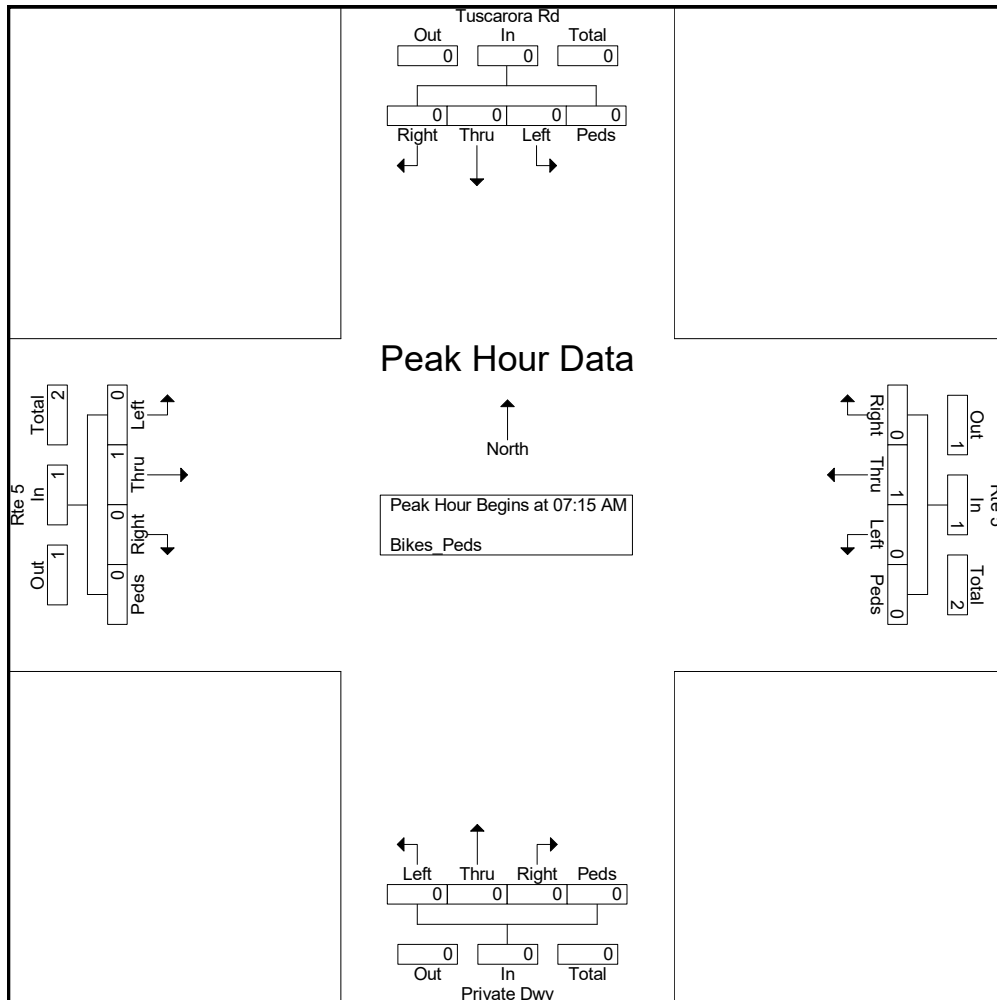 Tuscarora Rd
Out In Total
0 0 0
0 0 0 0
Right Thru Left Peds
Peak Hour Data
North
Peak Hour Begins at 07:15 AM
Bikes_Peds
Rte 5
Out In Total
1 1 2
0 1 0 0
Left Thru Right Peds
Out In Total
1 1 2
0 1 0 0
Right Thru Left Peds
Left Thru Right Peds
0 0 0 0
0 0 0
Out In Total
Private Dwy